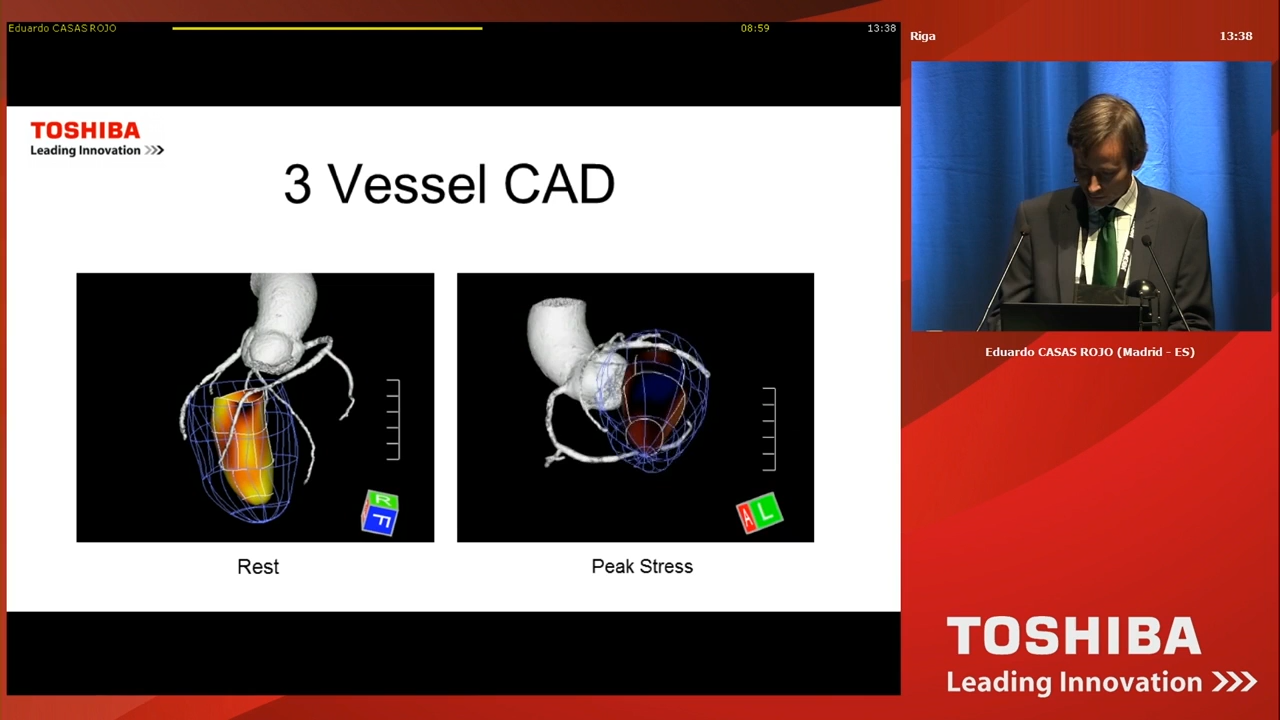 Eduardo CASAS ROJO 08:59 13:38
Riga 13:38
TOSHIBA
Leading Innovation >>>
3 Vessel CAD
R
F
A L
Rest
Peak Stress
Eduardo CASAS ROJO (Madrid - ES)
TOSHIBA
Leading Innovation >>>